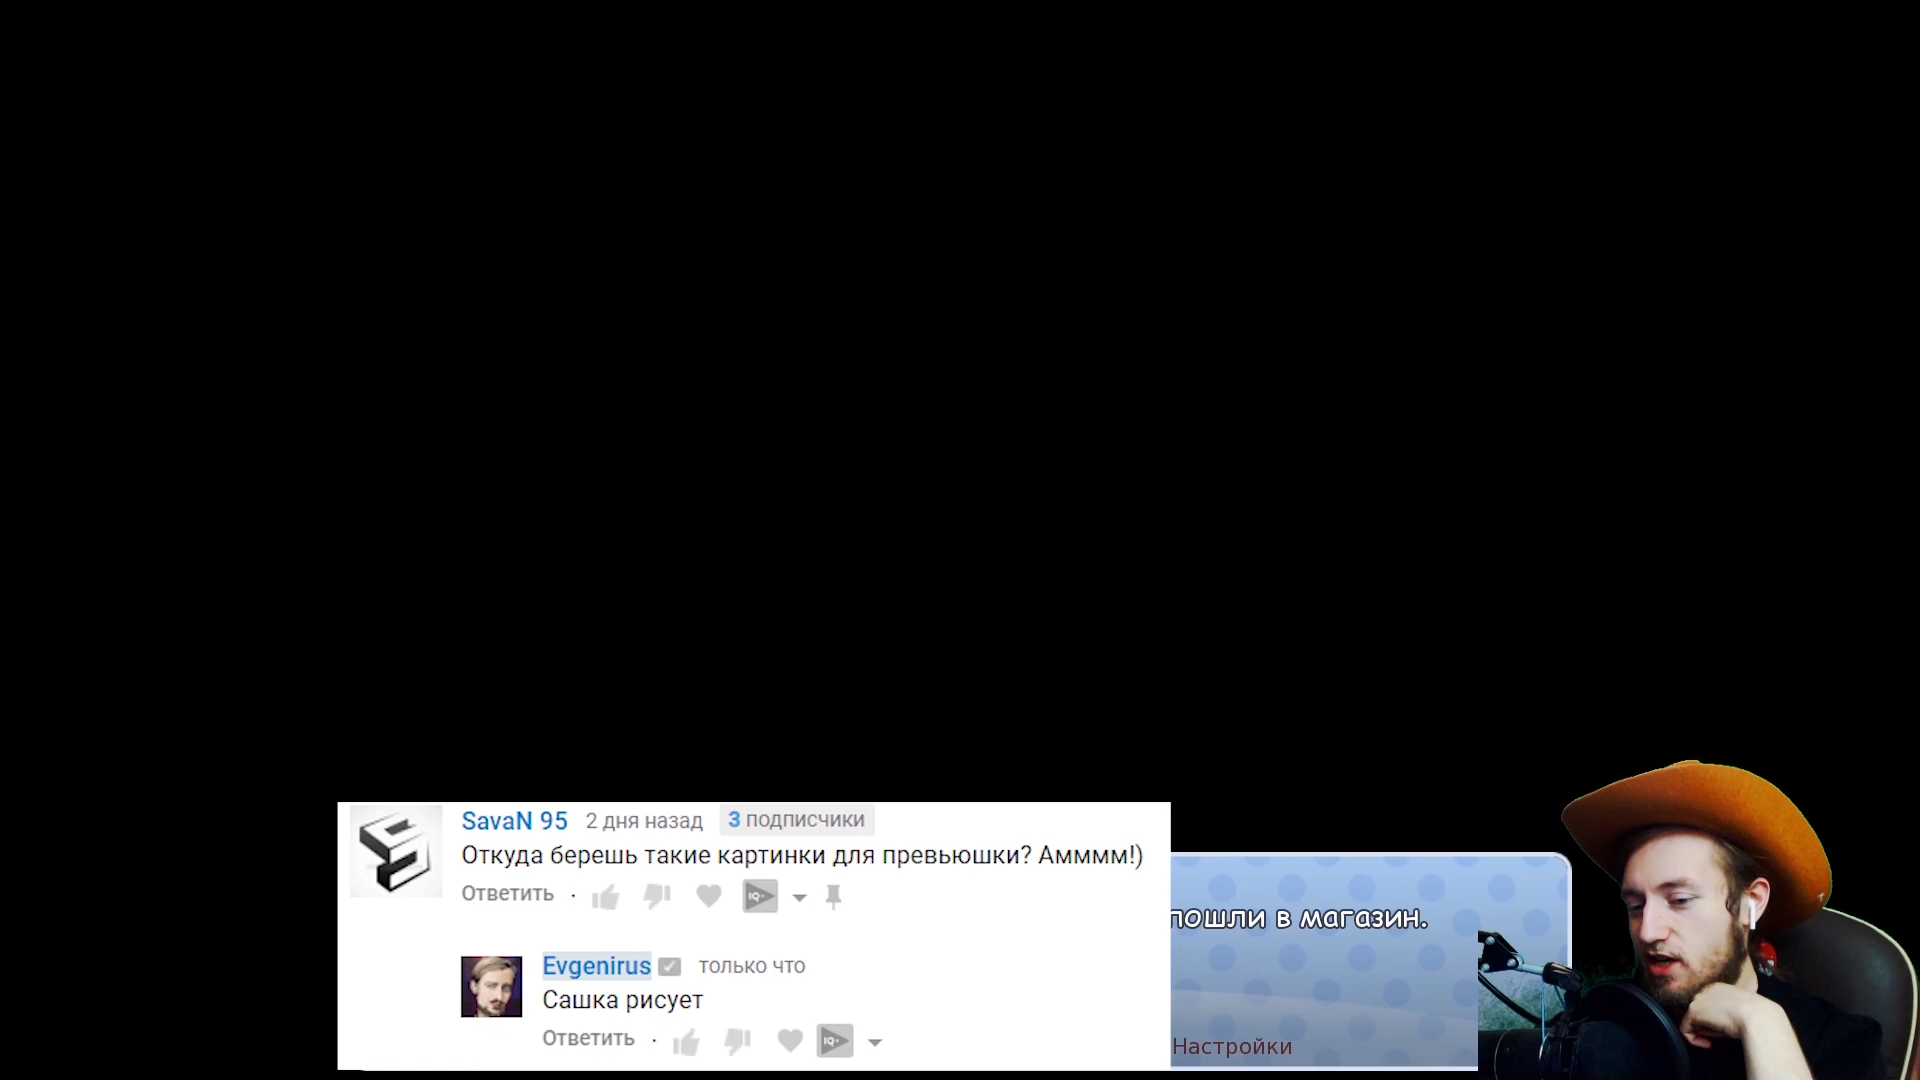 SavaN 95 2 дня назад 3 подписчики
Откуда берешь такие картинки для превьюшки? Амммм!)
Ответить ·
Evgenirus только что
Сашка рисует
Ответить ·
пошли в магазин.
Настройки